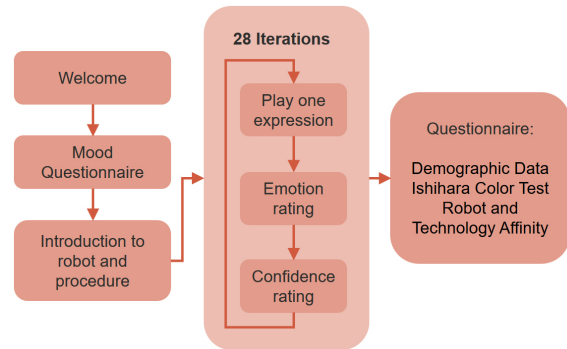 Welcome
Mood
Questionnaire
Introduction to
robot and
procedure
28 Iterations
Play one
expression
Emotion
rating
Confidence
rating
Questionnaire:
Demographic Data
Ishihara Color Test
Robot and
Technology Affinity